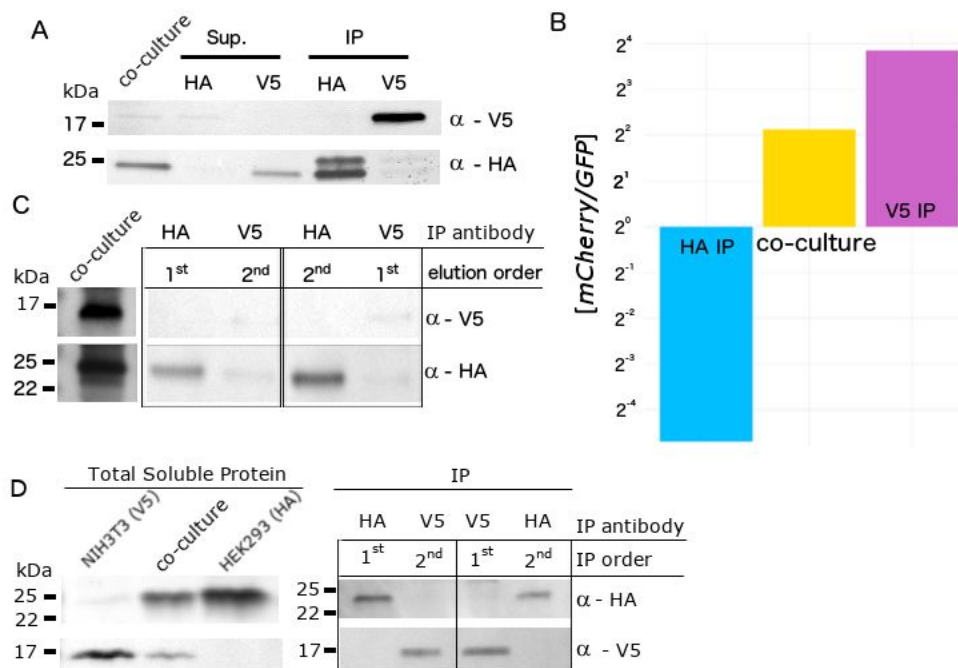 A
co-culture
Sup.
IP
HA
V5
HA
V5
kDa
17
α - V5
25
α - HA
B
2⁴
2³
2²
2¹
2⁰
2⁻¹
2⁻²
2⁻³
2⁻⁴
[mCherry/GFP]
HA IP
co-culture
V5 IP
C
co-culture
HA
V5
HA
V5
IP antibody
kDa
1st
2nd
2nd
1st
elution order
17
α - V5
25
22
α - HA
D
Total Soluble Protein
NIH3T3 (V5)
co-culture
HEK293 (HA)
kDa
25
22
17
IP
HA
V5
V5
HA
IP antibody
1st
2nd
1st
2nd
IP order
25
22
α - HA
17
α - V5